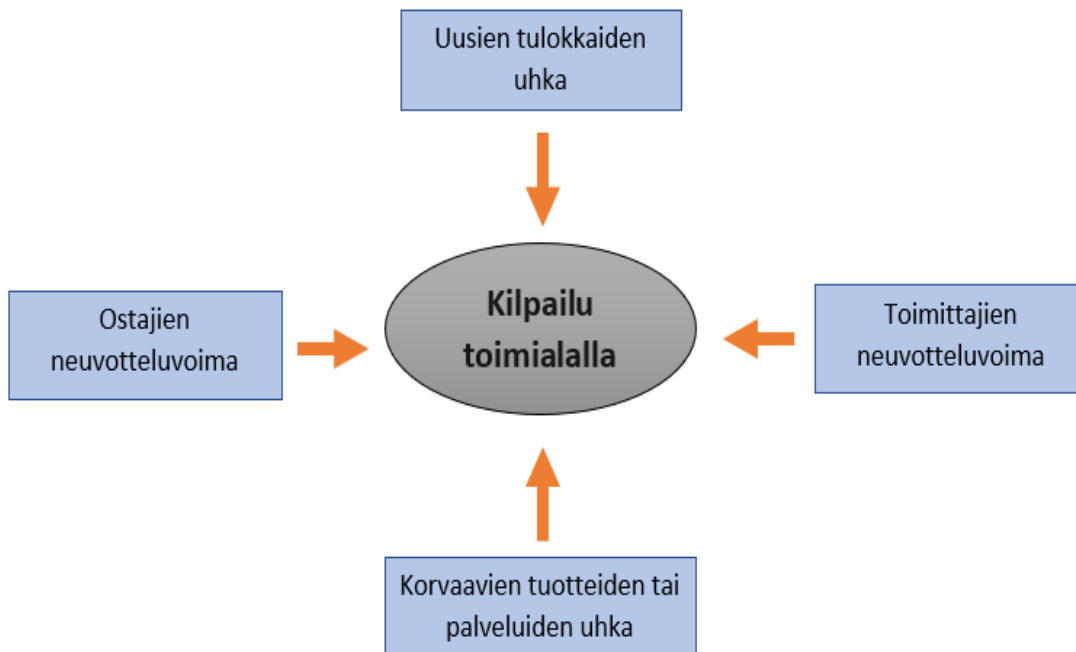 Uusien tulokkaiden
uhka
Ostajien
neuvotteluvoima
Kilpailu
toimialalla
Toimittajien
neuvotteluvoima
Korvaavien tuotteiden tai
palveluiden uhka